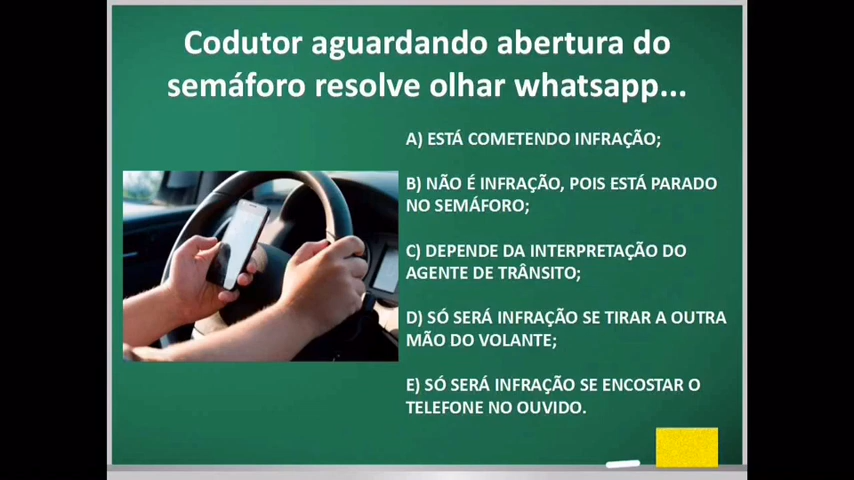 Codutor aguardando abertura do
semáforo resolve olhar whatsapp...
A) ESTÁ COMETENDO INFRAÇÃO;
B) NÃO É INFRAÇÃO, POIS ESTÁ PARADO
NO SEMÁFORO;
C) DEPENDE DA INTERPRETAÇÃO DO
AGENTE DE TRÂNSITO;
D) SÓ SERÁ INFRAÇÃO SE TIRAR A OUTRA
MÃO DO VOLANTE;
E) SÓ SERÁ INFRAÇÃO SE ENCOSTAR O
TELEFONE NO OUVIDO.